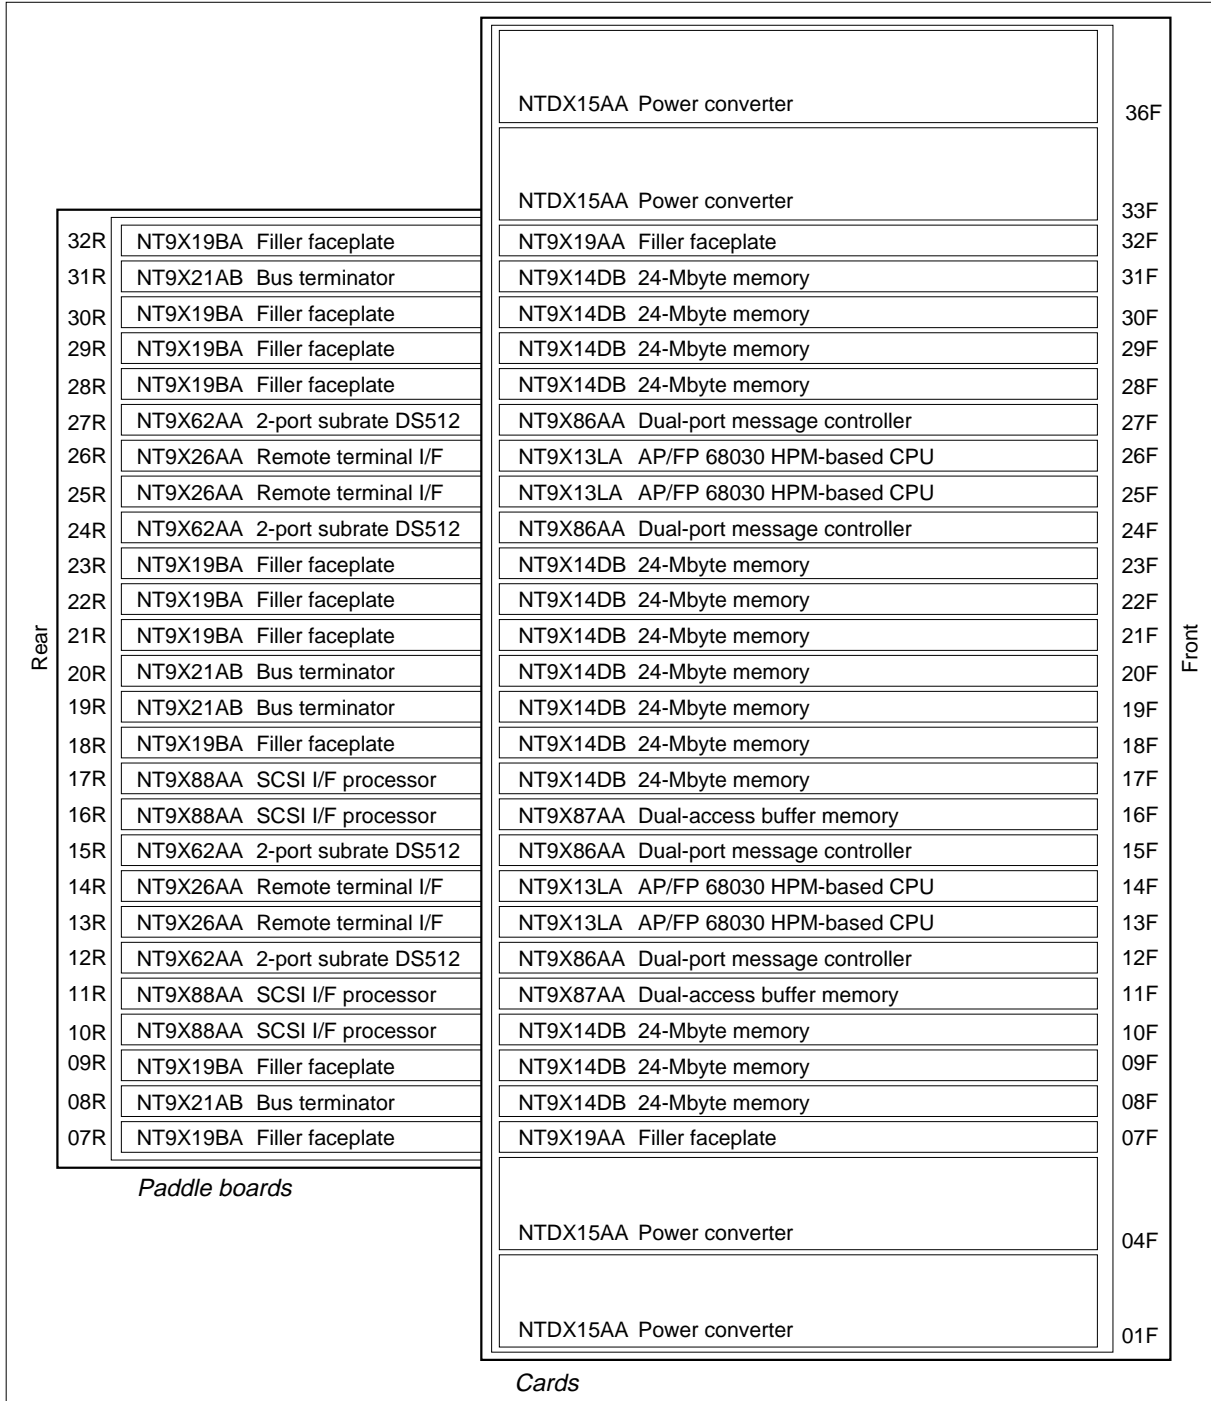 NTDX15AA Power converter 36F
NTDX15AA Power converter 33F
32R NT9X19BA Filler faceplate NT9X19AA Filler faceplate 32F
31R NT9X21AB Bus terminator NT9X14DB 24-Mbyte memory 31F
30R NT9X19BA Filler faceplate NT9X14DB 24-Mbyte memory 30F
29R NT9X19BA Filler faceplate NT9X14DB 24-Mbyte memory 29F
28R NT9X19BA Filler faceplate NT9X14DB 24-Mbyte memory 28F
27R NT9X62AA 2-port subrate DS512 NT9X86AA Dual-port message controller 27F
26R NT9X26AA Remote terminal I/F NT9X13LA AP/FP 68030 HPM-based CPU 26F
25R NT9X26AA Remote terminal I/F NT9X13LA AP/FP 68030 HPM-based CPU 25F
24R NT9X62AA 2-port subrate DS512 NT9X86AA Dual-port message controller 24F
23R NT9X19BA Filler faceplate NT9X14DB 24-Mbyte memory 23F
22R NT9X19BA Filler faceplate NT9X14DB 24-Mbyte memory 22F
21R NT9X19BA Filler faceplate NT9X14DB 24-Mbyte memory 21F
Rear
Front
20R NT9X21AB Bus terminator NT9X14DB 24-Mbyte memory 20F
19R NT9X21AB Bus terminator NT9X14DB 24-Mbyte memory 19F
18R NT9X19BA Filler faceplate NT9X14DB 24-Mbyte memory 18F
17R NT9X88AA SCSI I/F processor NT9X14DB 24-Mbyte memory 17F
16R NT9X88AA SCSI I/F processor NT9X87AA Dual-access buffer memory 16F
15R NT9X62AA 2-port subrate DS512 NT9X86AA Dual-port message controller 15F
14R NT9X26AA Remote terminal I/F NT9X13LA AP/FP 68030 HPM-based CPU 14F
13R NT9X26AA Remote terminal I/F NT9X13LA AP/FP 68030 HPM-based CPU 13F
12R NT9X62AA 2-port subrate DS512 NT9X86AA Dual-port message controller 12F
11R NT9X88AA SCSI I/F processor NT9X87AA Dual-access buffer memory 11F
10R NT9X88AA SCSI I/F processor NT9X14DB 24-Mbyte memory 10F
09R NT9X19BA Filler faceplate NT9X14DB 24-Mbyte memory 09F
08R NT9X21AB Bus terminator NT9X14DB 24-Mbyte memory 08F
07R NT9X19BA Filler faceplate NT9X19AA Filler faceplate 07F
Paddle boards
NTDX15AA Power converter 04F
NTDX15AA Power converter 01F
Cards